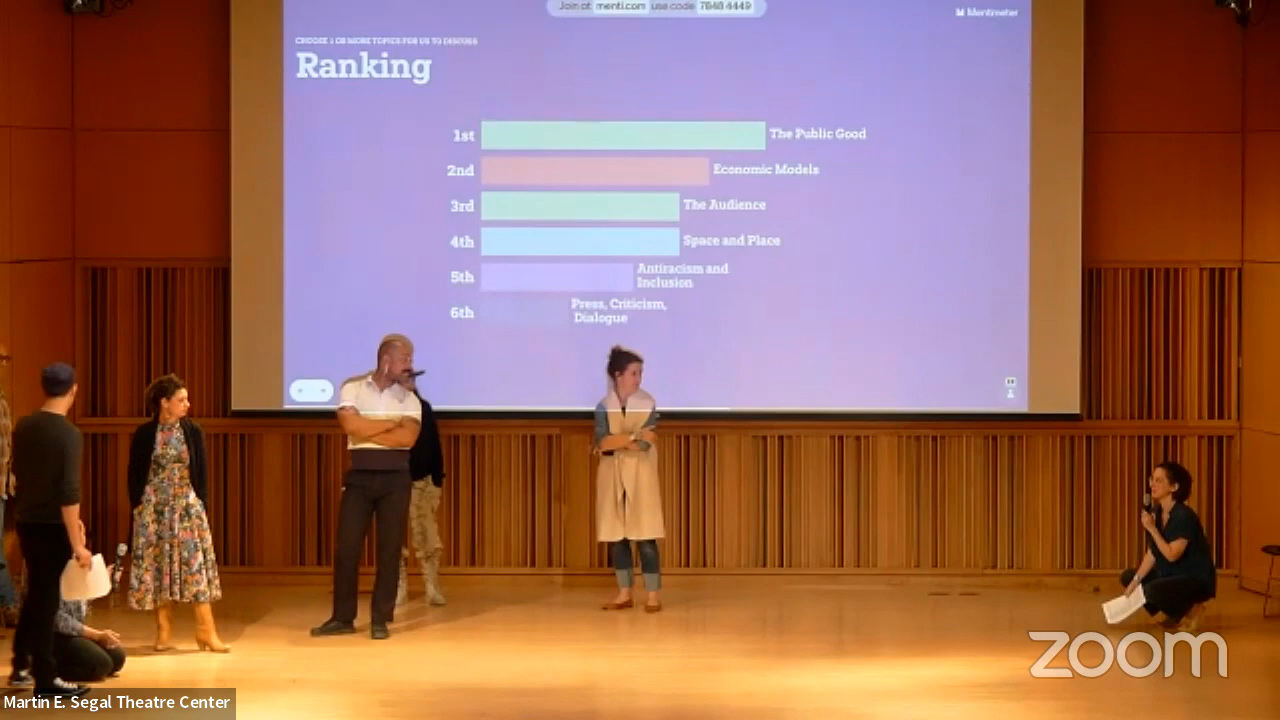 Join at menti.com use code 7848 4449
Mentimeter
CHOOSE 1 OR MORE TOPICS FOR US TO DISCUSS
Ranking
1st The Public Good
2nd Economic Models
3rd The Audience
4th Space and Place
5th Antiracism and
Inclusion
6th Press, Criticism,
Dialogue
zoom
Martin E. Segal Theatre Center